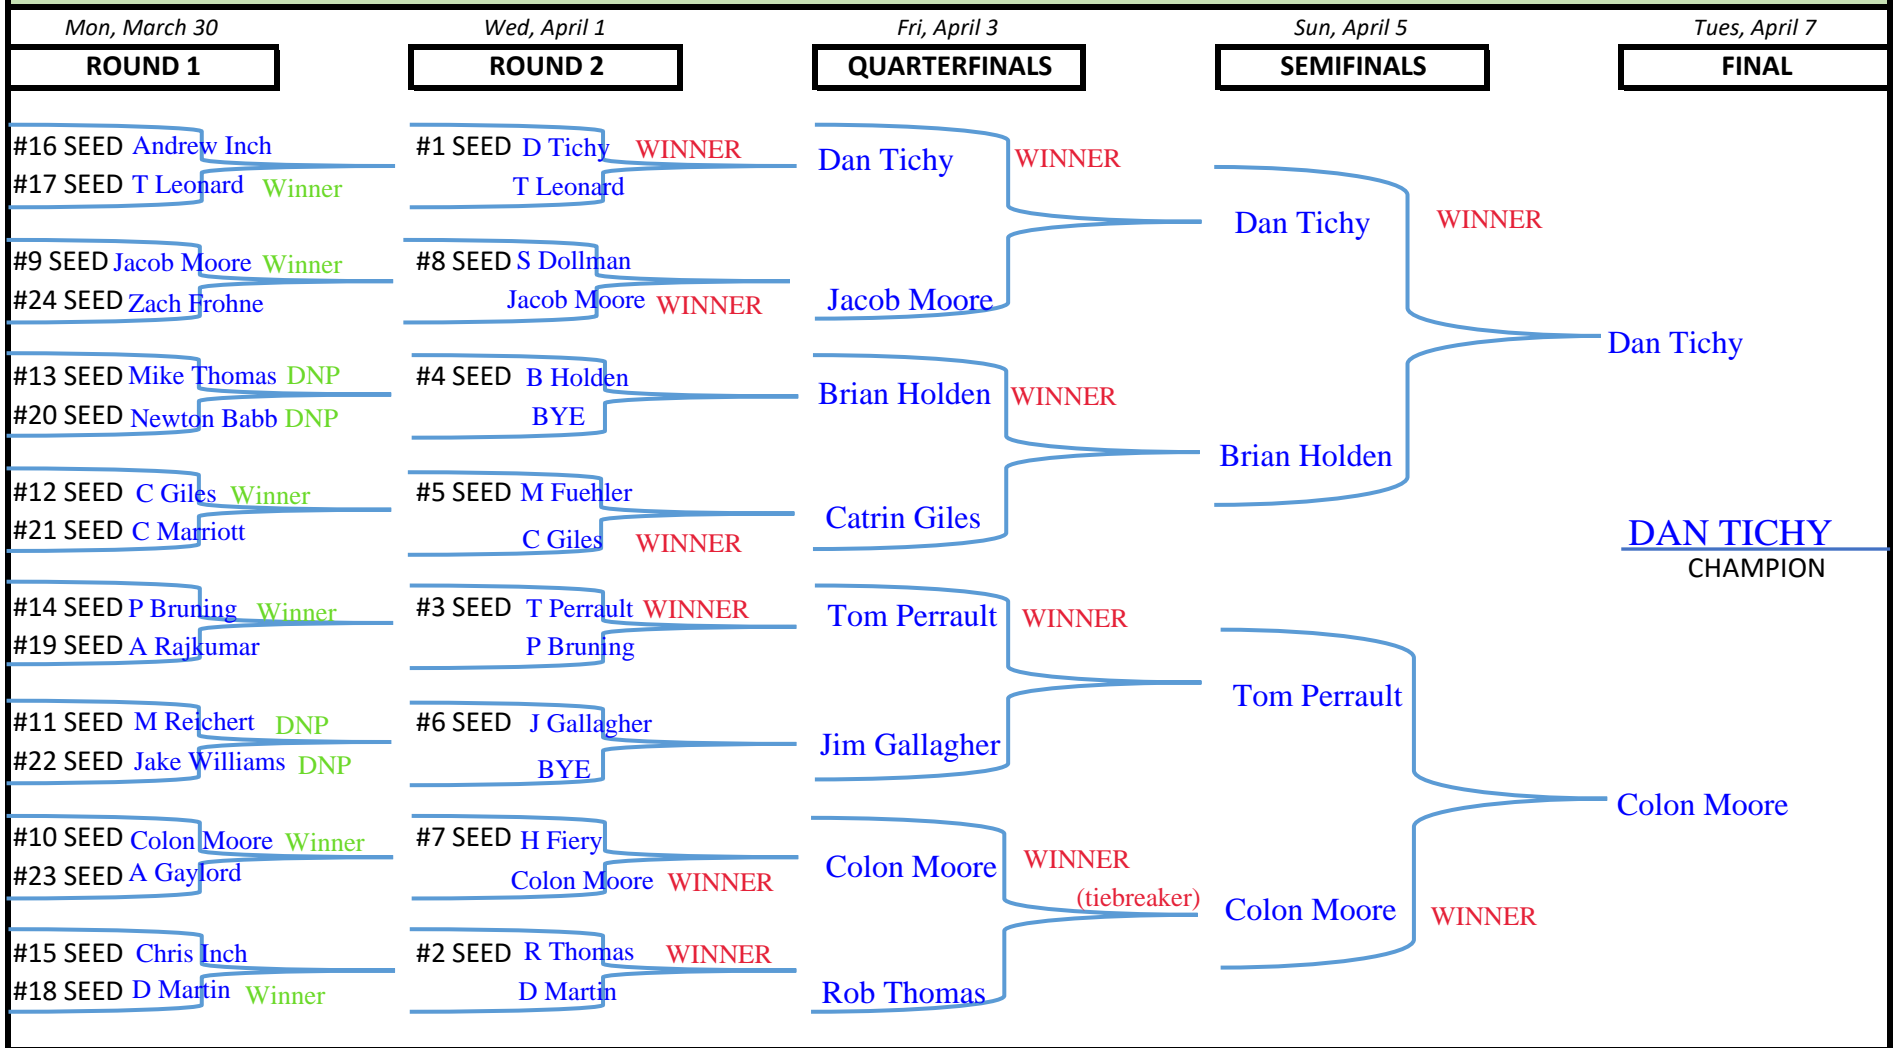 Mon, March 30
ROUND 1
#16 SEED Andrew Inch
#17 SEED T Leonard Winner
#9 SEED Jacob Moore Winner
#24 SEED Zach Frohne
#13 SEED Mike Thomas DNP
#20 SEED Newton Babb DNP
#12 SEED C Giles Winner
#21 SEED C Marriott
#14 SEED P Bruning Winner
#19 SEED A Rajkumar
#11 SEED M Reichert DNP
#22 SEED Jake Williams DNP
#10 SEED Colon Moore Winner
#23 SEED A Gaylord
#15 SEED Chris Inch
#18 SEED D Martin Winner
Wed, April 1
ROUND 2
#1 SEED D Tichy WINNER
T Leonard
#8 SEED S Dollman
Jacob Moore WINNER
#4 SEED B Holden
BYE
#5 SEED M Fuehler
C Giles WINNER
#3 SEED T Perrault WINNER
P Bruning
#6 SEED J Gallagher
BYE
#7 SEED H Fiery
Colon Moore WINNER
#2 SEED R Thomas WINNER
D Martin
Fri, April 3
QUARTERFINALS
Dan Tichy WINNER
Jacob Moore
Brian Holden WINNER
Catrin Giles
Tom Perrault WINNER
Jim Gallagher
Colon Moore WINNER
(tiebreaker)
Rob Thomas
Sun, April 5
SEMIFINALS
Dan Tichy WINNER
Brian Holden
Tom Perrault
Colon Moore WINNER
Tues, April 7
FINAL
Dan Tichy
DAN TICHY
CHAMPION
Colon Moore